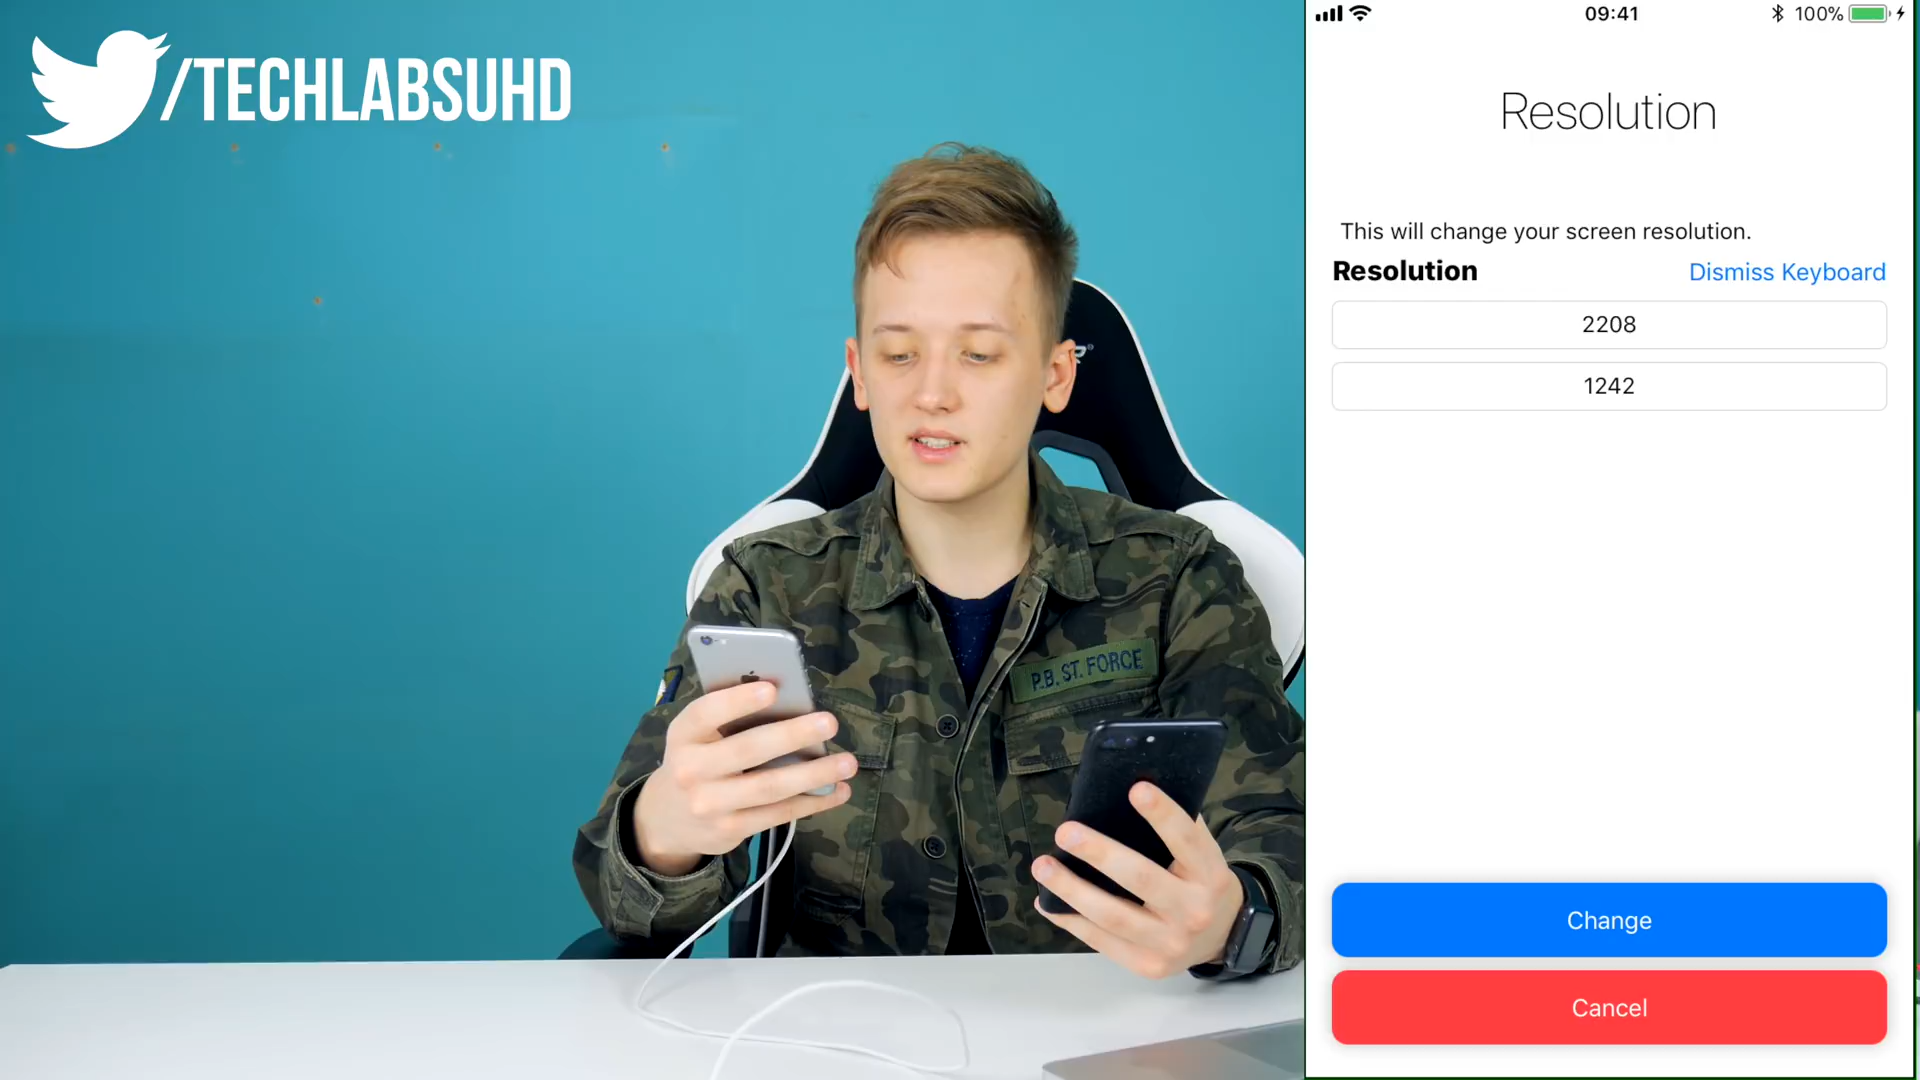 /TECHLABSUHD
09:41
100%
Resolution
This will change your screen resolution.
Resolution
Dismiss Keyboard
2208
1242
Change
Cancel
P.B. ST. FORCE